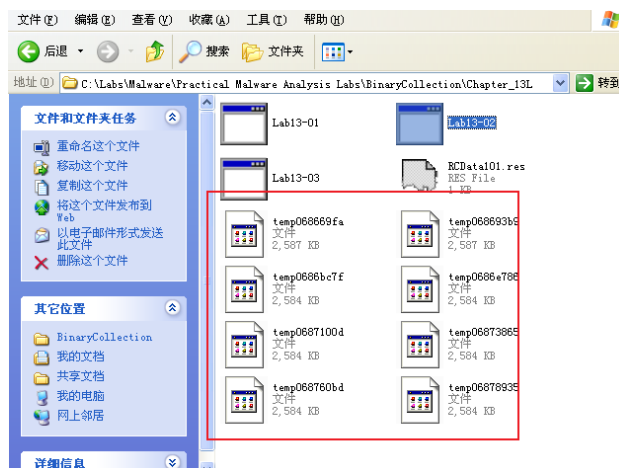 文件(F) 编辑(E) 查看(V) 收藏(A) 工具(T) 帮助(H)
后退 搜索 文件夹
地址(D) C:\Labs\Malware\Practical Malware Analysis Labs\BinaryCollection\Chapter_13L 转到
文件和文件夹任务
重命名这个文件
移动这个文件
复制这个文件
将这个文件发布到
Web
以电子邮件形式发送
此文件
删除这个文件
其它位置
BinaryCollection
我的文档
共享文档
我的电脑
网上邻居
详细信息
Lab13-01
Lab13-02
Lab13-03
RCData101.res
RES File
1 KB
temp068669fa
文件
2,587 KB
temp068693b9
文件
2,587 KB
temp0686bc7f
文件
2,584 KB
temp0686e786
文件
2,584 KB
temp0687100d
文件
2,584 KB
temp06873865
文件
2,584 KB
temp068760bd
文件
2,584 KB
temp06878935
文件
2,584 KB